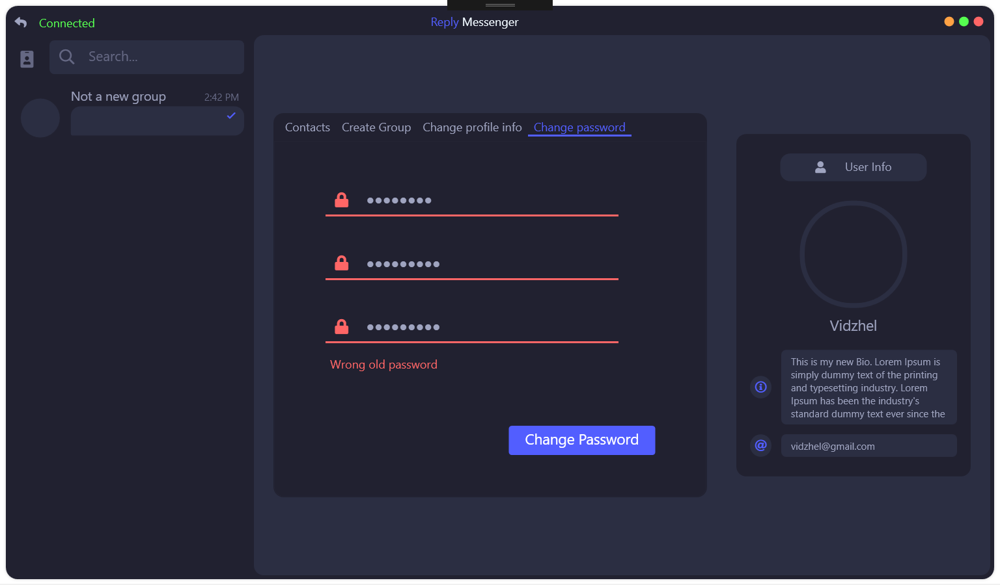 Connected
Reply Messenger
Search...
Not a new group
2:42 PM
Contacts
Create Group
Change profile info
Change password
Wrong old password
Change Password
User Info
Vidzhel
This is my new Bio. Lorem Ipsum is
simply dummy text of the printing
and typesetting industry. Lorem
Ipsum has been the industry's
standard dummy text ever since the
@
vidzhel@gmail.com